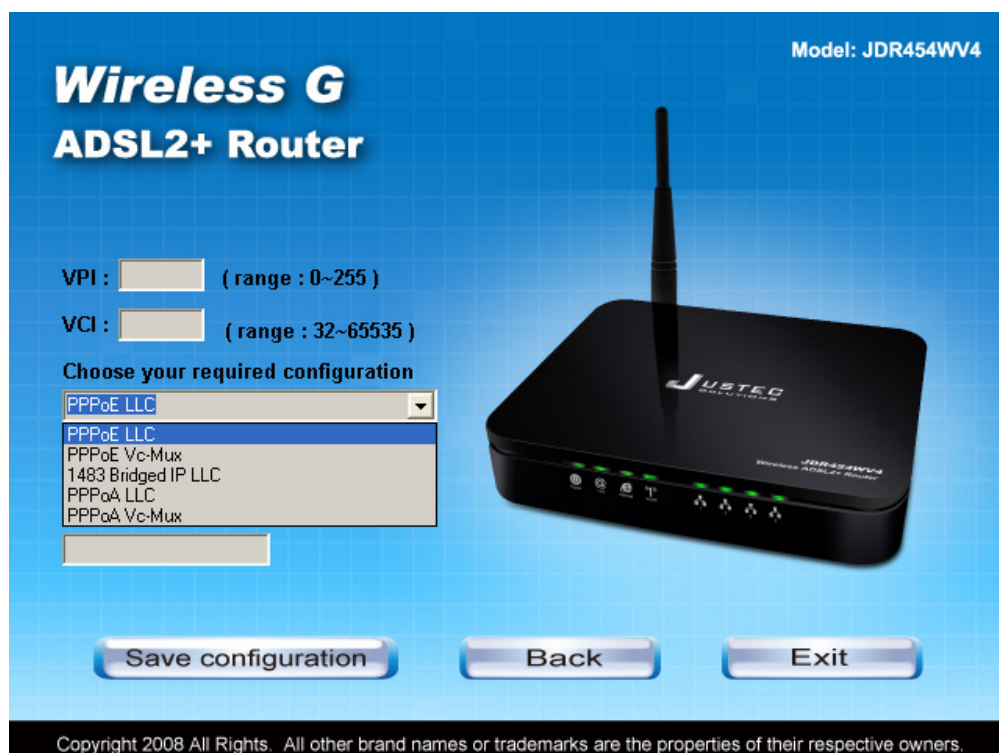 Model: JDR454WV4
Wireless G
ADSL2+ Router
VPI : ( range : 0~255 )
VCI : ( range : 32~65535 )
Choose your required configuration
PPPoE LLC
PPPoE LLC
PPPoE Vc-Mux
1483 Bridged IP LLC
PPPoA LLC
PPPoA Vc-Mux
JUSTEC
SOLUTIONS
JDR454WV4
Wireless ADSL2+ Router
Save configuration Back Exit
Copyright 2008 All Rights. All other brand names or trademarks are the properties of their respective owners.